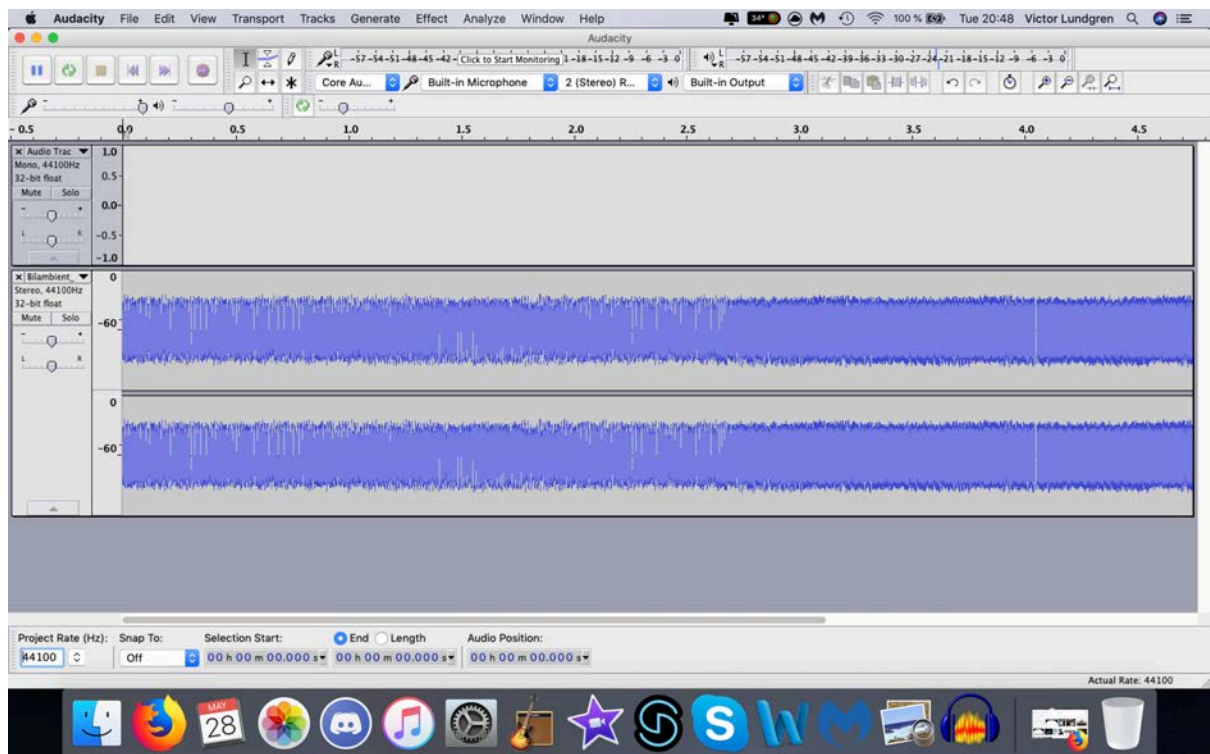 Audacity File Edit View Transport Tracks Generate Effect Analyze Window Help 34° 100 % Tue 20:48 Victor Lundgren
Audacity
L R -57 -54 -51 -48 -45 -42 - Click to Start Monitoring 1 -18 -15 -12 -9 -6 -3 0 L R -57 -54 -51 -48 -45 -42 -39 -36 -33 -30 -27 -24 -21 -18 -15 -12 -9 -6 -3 0
Core Au... Built-in Microphone 2 (Stereo) R... Built-in Output
- + - + - +
- 0.5 0.0 0.5 1.0 1.5 2.0 2.5 3.0 3.5 4.0 4.5
Audio Trac 1.0
Mono, 44100Hz
32-bit float 0.5
Mute Solo
- + 0.0
L R -0.5
-1.0
Bilambient_ 0
Stereo, 44100Hz
32-bit float
Mute Solo -60
- +
L R
0
-60
Project Rate (Hz): Snap To: Selection Start: End Length Audio Position:
44100 Off 00 h 00 m 00.000 s 00 h 00 m 00.000 s 00 h 00 m 00.000 s
Actual Rate: 44100
MAY
28